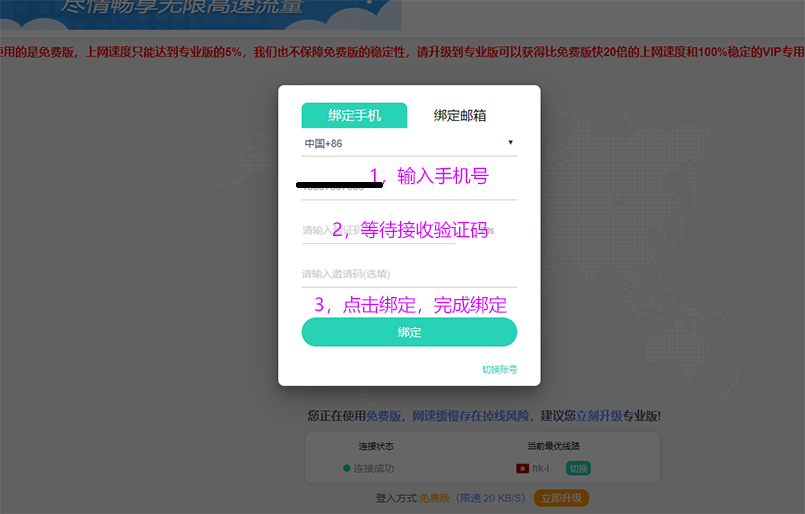 尽情畅享无限高速流量
使用的是免费版，上网速度只能达到专业版的5%，我们也不保障免费版的稳定性，请升级到专业版可以获得比免费版快20倍的上网速度和100%稳定的VIP专用
绑定手机 绑定邮箱
中国+86
1，输入手机号
2，等待接收验证码
请输入邀请码(选填)
3，点击绑定，完成绑定
绑定
切换账号
您正在使用免费版，网速缓慢存在掉线风险，建议您立刻升级专业版!
连接状态 当前最优线路
连接成功 hk-l 切换
登入方式:免费版（限速 20 KB/S） 立即升级